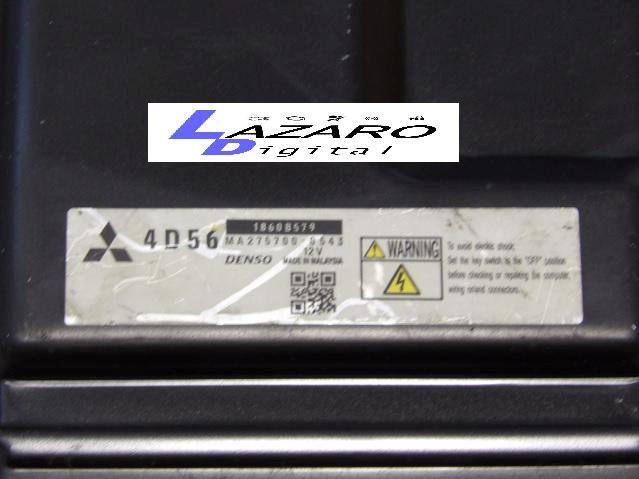 LAZARO
Digital
4D56
1860B579
MA275700-5543
12V
DENSO MADE IN MALAYSIA
WARNING
To avoid electric shock.
Set the key switch to the "OFF" position
before checking or repairing the computer,
wiring or/and connectors.